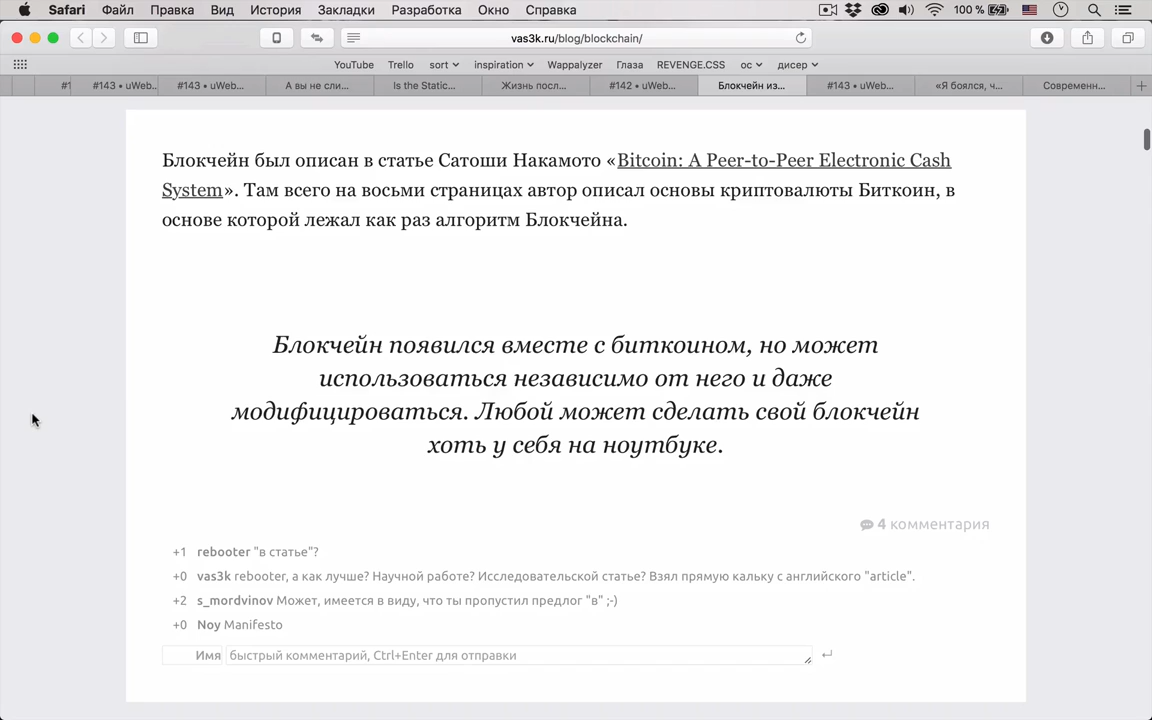 Safari Файл Правка Вид История Закладки Разработка Окно Справка 100 %
vas3k.ru/blog/blockchain/
YouTube Trello sort inspiration Wappalyzer Глаза REVENGE.CSS ос дисер
#1 #143 • uWeb... #143 • uWeb... А вы не сли... Is the Static... Жизнь посл... #142 • uWeb... Блокчейн из... #143 • uWeb... «Я боялся, ч... Современн...
Блокчейн был описан в статье Сатоши Накамото «Bitcoin: A Peer-to-Peer Electronic Cash
System». Там всего на восьми страницах автор описал основы криптовалюты Биткоин, в
основе которой лежал как раз алгоритм Блокчейна.
Блокчейн появился вместе с биткоином, но может
использоваться независимо от него и даже
модифицироваться. Любой может сделать свой блокчейн
хоть у себя на ноутбуке.
4 комментария
+1 rebooter "в статье"?
+0 vas3k rebooter, а как лучше? Научной работе? Исследовательской статье? Взял прямую кальку с английского "article".
+2 s_mordvinov Может, имеется в виду, что ты пропустил предлог "в" ;-)
+0 Noy Manifesto
Имя быстрый комментарий, Ctrl+Enter для отправки